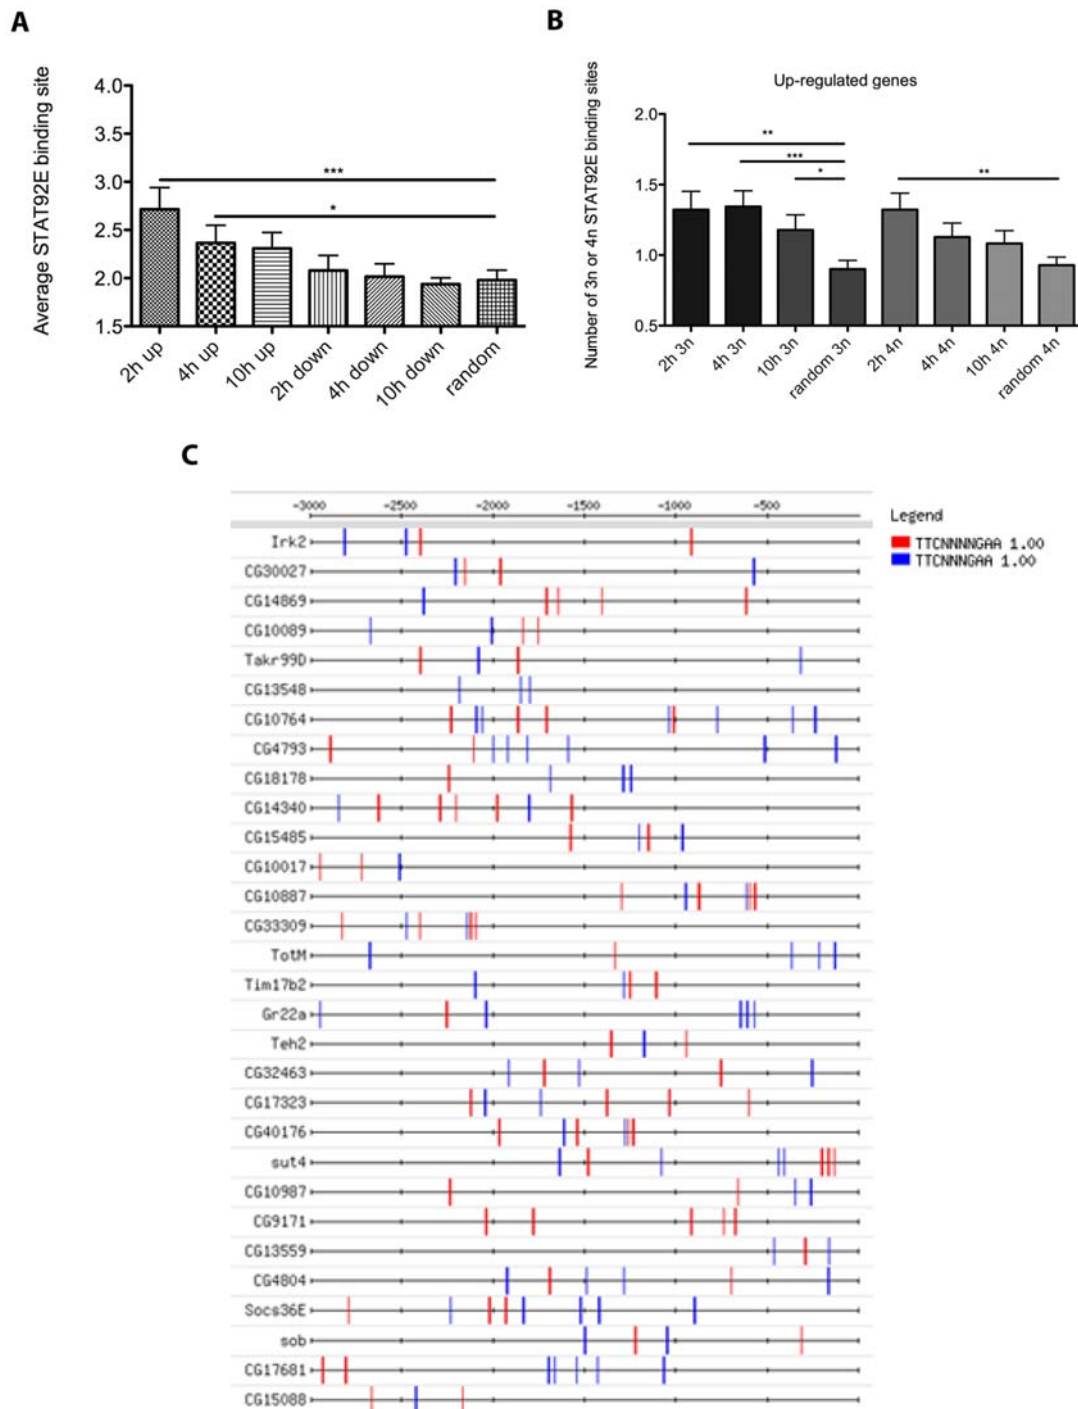 A
Average STAT92E binding site
4.0
3.5
3.0
2.5
2.0
1.5
***
*
2h up
4h up
10h up
2h down
4h down
10h down
random
B
Up-regulated genes
Number of 3n or 4n STAT92E binding sites
2.0
1.5
1.0
0.5
**
***
*
**
2h 3n
4h 3n
10h 3n
random 3n
2h 4n
4h 4n
10h 4n
random 4n
C
-3000 -2500 -2000 -1500 -1000 -500
Legend
TTCNNNNGAA 1.00
TTCNNNGAA 1.00
Irk2
CG30027
CG14869
CG10089
Takr99D
CG13548
CG10764
CG4793
CG18178
CG14340
CG15485
CG10017
CG10887
CG33309
TotM
Tim17b2
Gr22a
Teh2
CG32463
CG17323
CG40176
sut4
CG10987
CG9171
CG13559
CG4804
Socs36E
sob
CG17681
CG15088